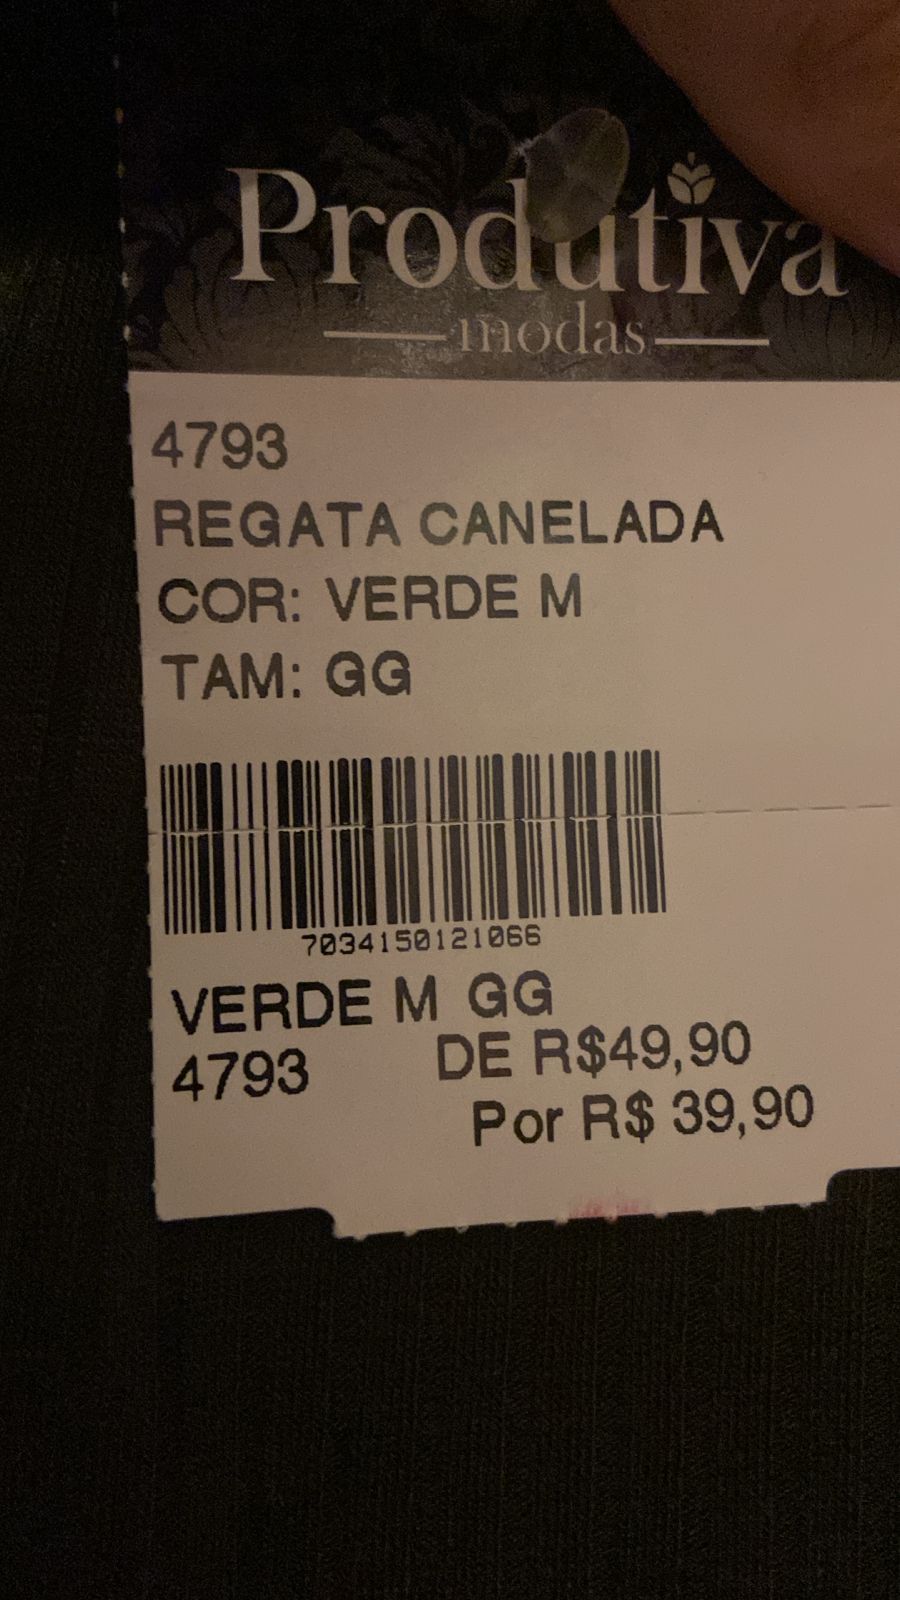 Produtiva
modas
4793
REGATA CANELADA
COR: VERDE M
TAM: GG
7034150121066
VERDE M GG
4793 DE R$49,90
Por R$ 39,90